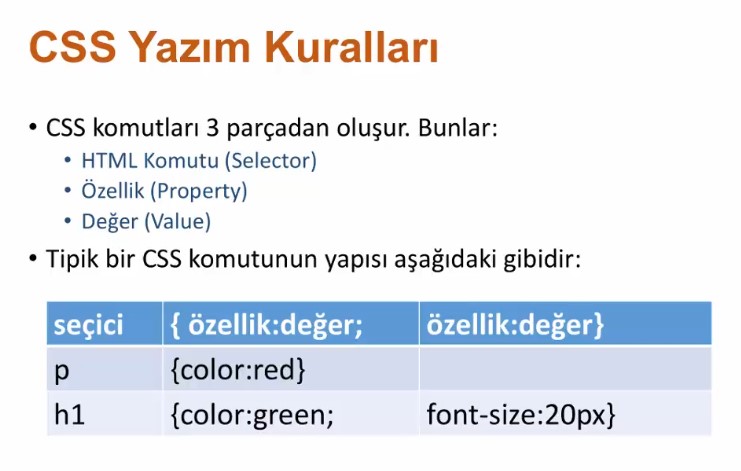 CSS Yazım Kuralları
• CSS komutları 3 parçadan oluşur. Bunlar:
• HTML Komutu (Selector)
• Özellik (Property)
• Değer (Value)
• Tipik bir CSS komutunun yapısı aşağıdaki gibidir:
seçici { özellik:değer; özellik:değer}
p {color:red}
h1 {color:green; font-size:20px}